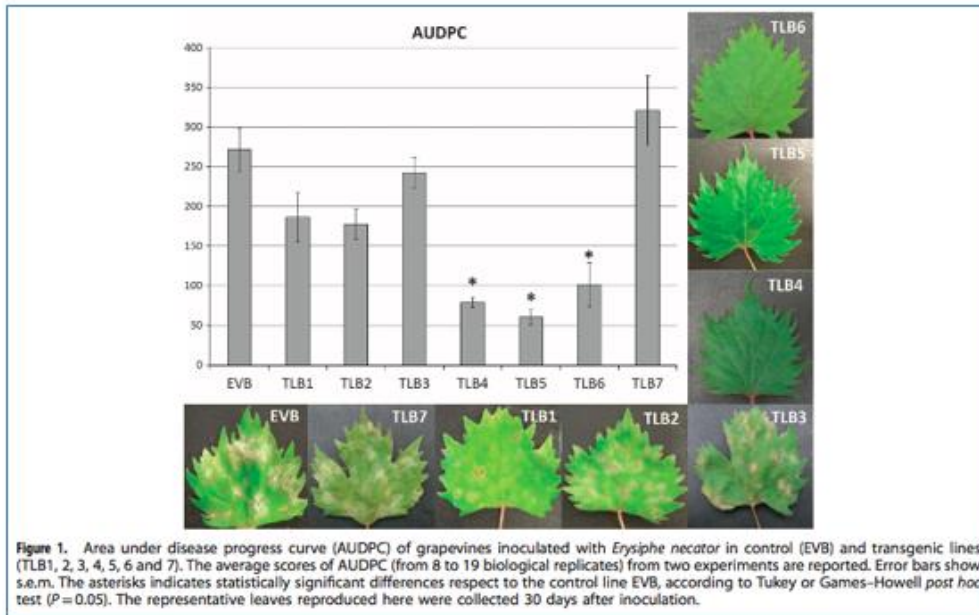 AUDPC
400
350
300
250
200
150
100
50
0
*
*
*
EVB TLB1 TLB2 TLB3 TLB4 TLB5 TLB6 TLB7
TLB6
TLB5
TLB4
EVB TLB7 TLB1 TLB2 TLB3
Figure 1. Area under disease progress curve (AUDPC) of grapevines inoculated with Erysiphe necator in control (EVB) and transgenic lines
(TLB1, 2, 3, 4, 5, 6 and 7). The average scores of AUDPC (from 8 to 19 biological replicates) from two experiments are reported. Error bars show
s.e.m. The asterisks indicates statistically significant differences respect to the control line EVB, according to Tukey or Games–Howell post hoc
test (P = 0.05). The representative leaves reproduced here were collected 30 days after inoculation.